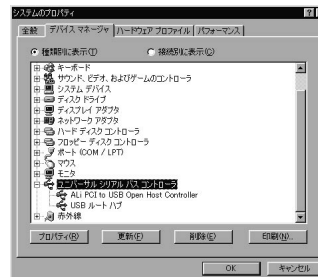 システムのプロパティ
全般 デバイス マネージャ ハードウェア プロファイル パフォーマンス
種類別に表示(T) 接続別に表示(C)
キーボード
サウンド、ビデオ、およびゲームのコントローラ
システム デバイス
ディスク ドライブ
ディスプレイ アダプタ
ネットワーク アダプタ
ハード ディスク コントローラ
フロッピー ディスク コントローラ
ポート (COM / LPT)
マウス
モニタ
ユニバーサル シリアル バス コントローラ
ALi PCI to USB Open Host Controller
USB ルート ハブ
赤外線
プロパティ(R) 更新(F) 削除(E) 印刷(N)...
OK キャンセル